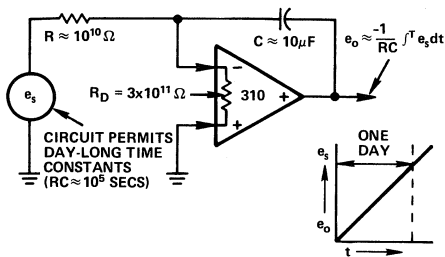 R ≈ 10¹⁰Ω
C ≈ 10μF
eₒ ≈ -1/RC ∫ᵀ eₛdt
eₛ
R_D = 3x10¹¹ Ω
−
+
310
+
CIRCUIT PERMITS
DAY-LONG TIME
CONSTANTS
(RC≈10⁵ SECS)
ONE
DAY
eₛ
eₒ
t